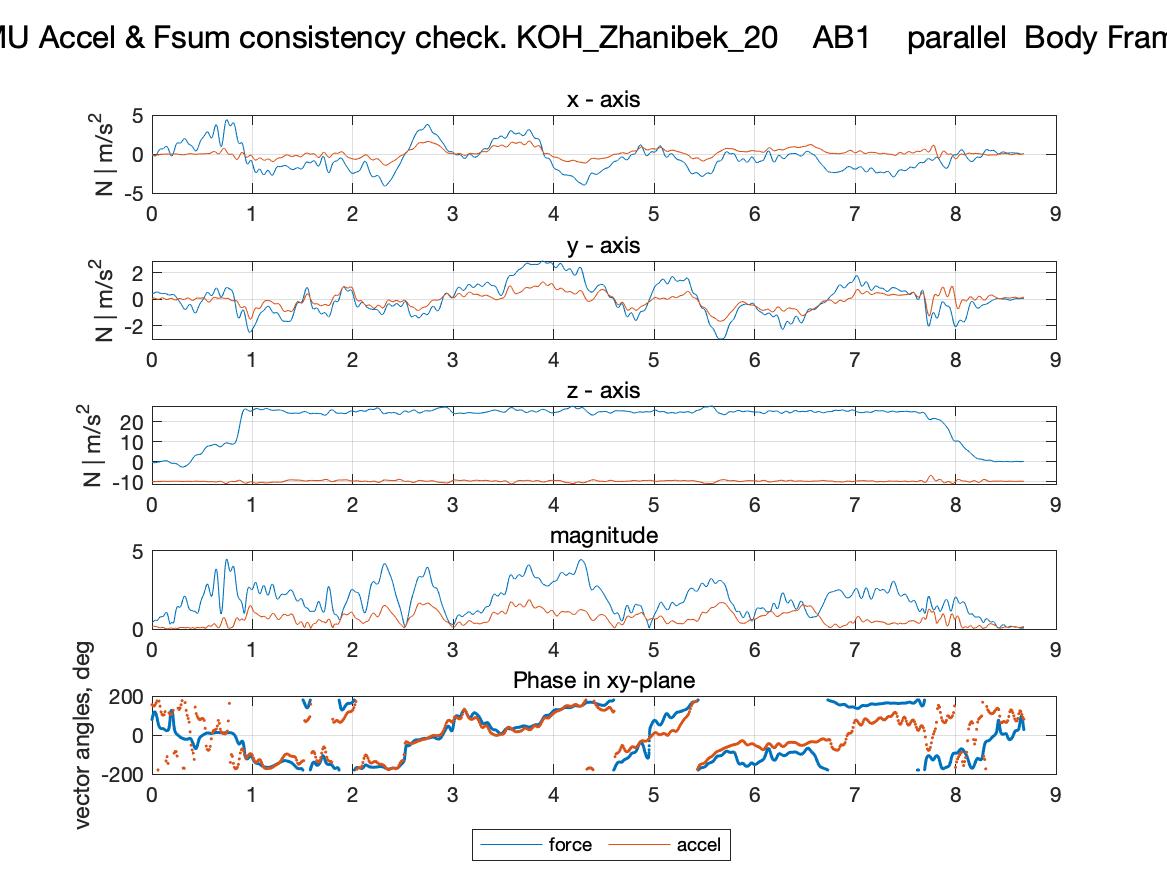 MU Accel & Fsum consistency check. KOH_Zhanibek_20 AB1 parallel Body Fram
x - axis
N | m/s2
5
0
-5
0 1 2 3 4 5 6 7 8 9
y - axis
N | m/s2
2
0
-2
0 1 2 3 4 5 6 7 8 9
z - axis
N | m/s2
20
10
0
-10
0 1 2 3 4 5 6 7 8 9
magnitude
5
0
0 1 2 3 4 5 6 7 8 9
Phase in xy-plane
vector angles, deg
200
0
-200
0 1 2 3 4 5 6 7 8 9
force accel